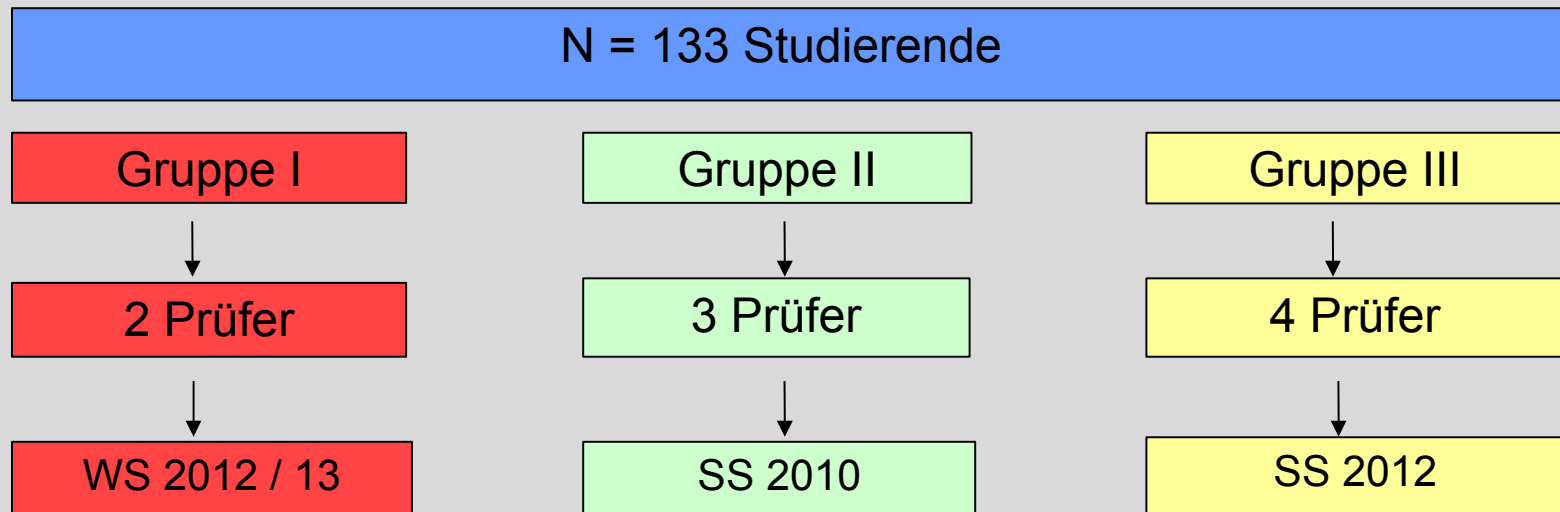 N = 133 Studierende
Gruppe I
Gruppe II
Gruppe III
2 Prüfer
3 Prüfer
4 Prüfer
WS 2012 / 13
SS 2010
SS 2012